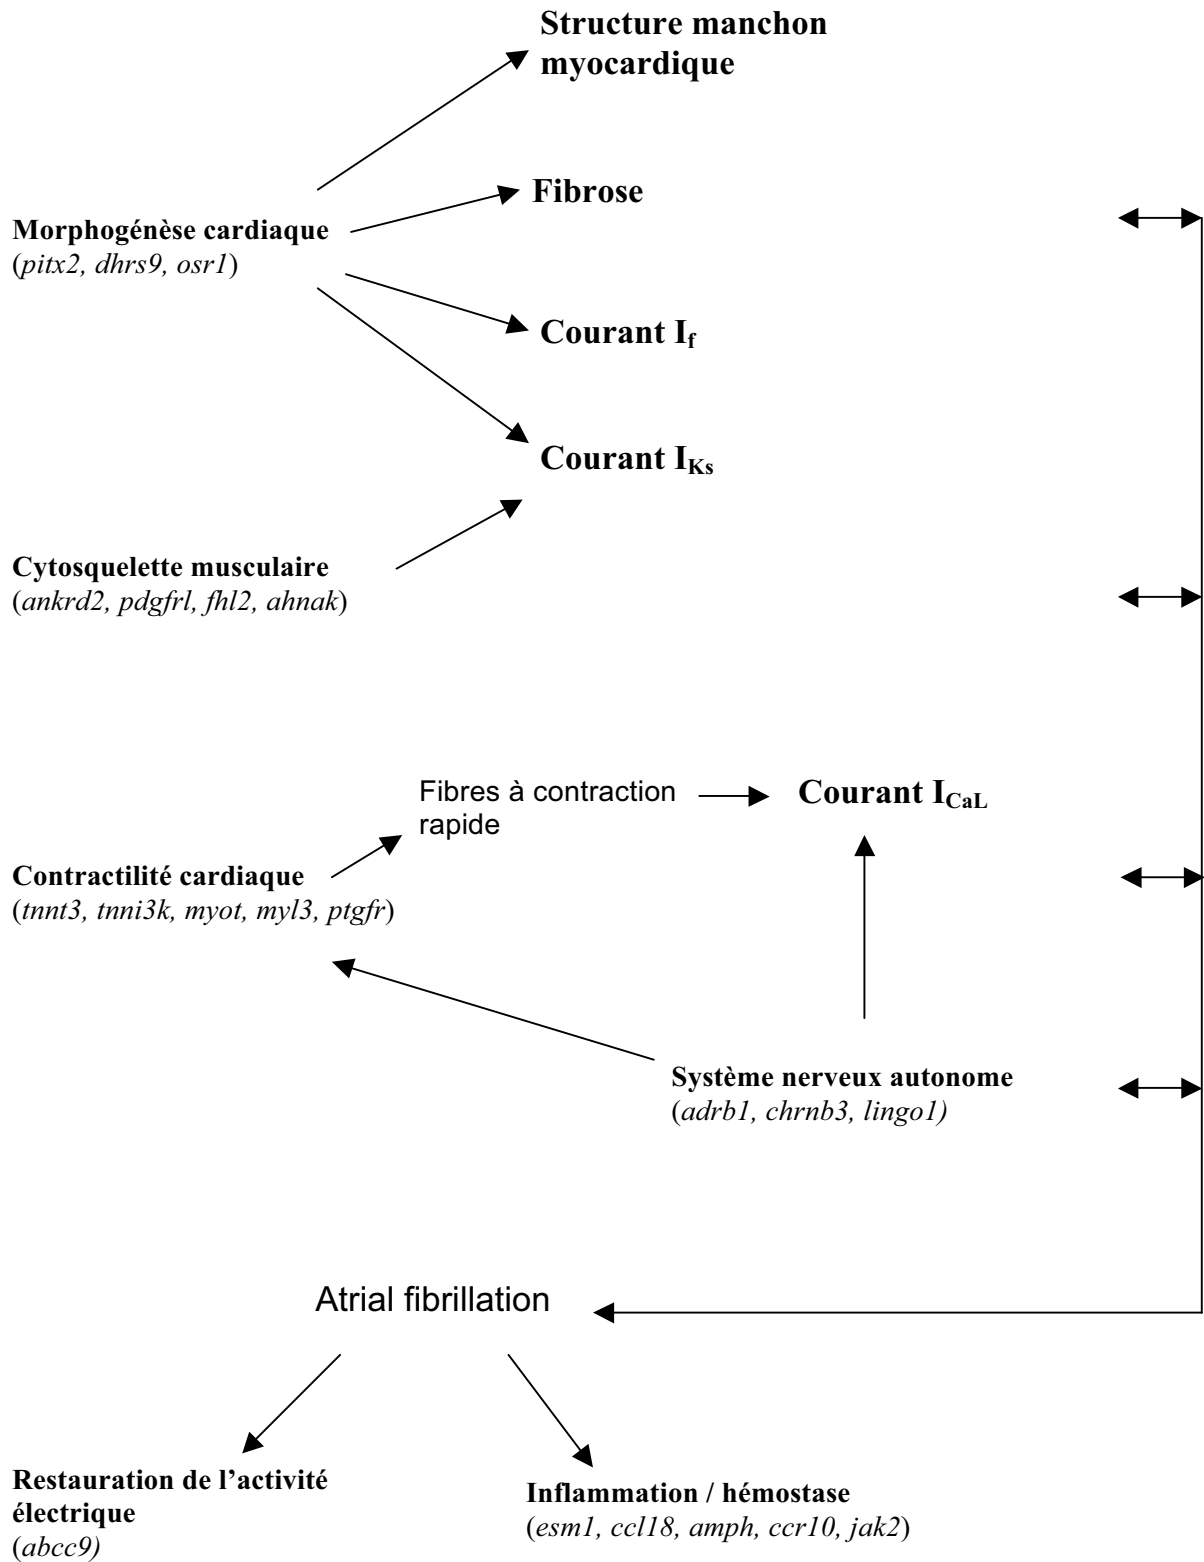 Structure manchon
myocardique
Fibrose
Morphogénèse cardiaque
(pitx2, dhrs9, osr1)
Courant If
Courant IKs
Cytosquelette musculaire
(ankrd2, pdgfrl, fhl2, ahnak)
Fibres à contraction
rapide
Courant ICaL
Contractilité cardiaque
(tnnt3, tnni3k, myot, myl3, ptgfr)
Système nerveux autonome
(adrb1, chrnb3, lingo1)
Atrial fibrillation
Restauration de l’activité
électrique
(abcc9)
Inflammation / hémostase
(esm1, ccl18, amph, ccr10, jak2)